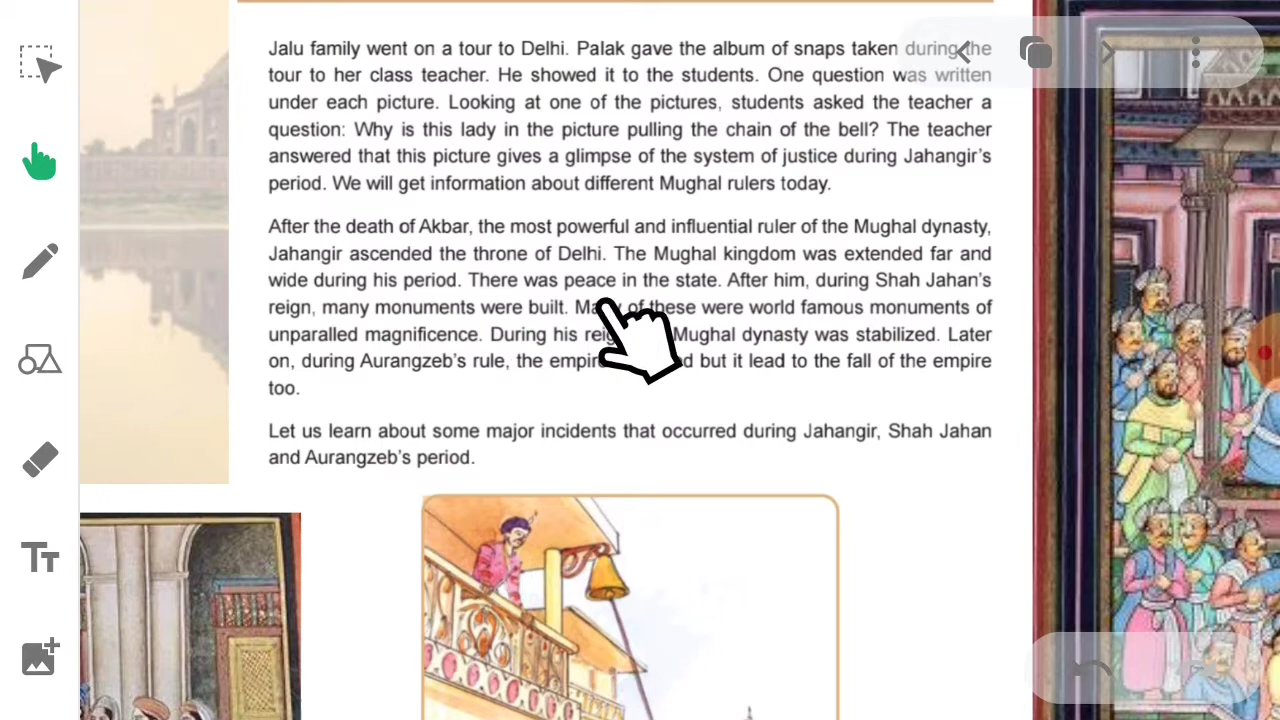 Jalu family went on a tour to Delhi. Palak gave the album of snaps taken during the
tour to her class teacher. He showed it to the students. One question was written
under each picture. Looking at one of the pictures, students asked the teacher a
question: Why is this lady in the picture pulling the chain of the bell? The teacher
answered that this picture gives a glimpse of the system of justice during Jahangir's
period. We will get information about different Mughal rulers today.
After the death of Akbar, the most powerful and influential ruler of the Mughal dynasty,
Jahangir ascended the throne of Delhi. The Mughal kingdom was extended far and
wide during his period. There was peace in the state. After him, during Shah Jahan's
reign, many monuments were built. of these were world famous monuments of
unparalled magnificence. During his Mughal dynasty was stabilized. Later
on, during Aurangzeb's rule, the but it lead to the fall of the empire
too.
Let us learn about some major incidents that occurred during Jahangir, Shah Jahan
and Aurangzeb's period.
TT